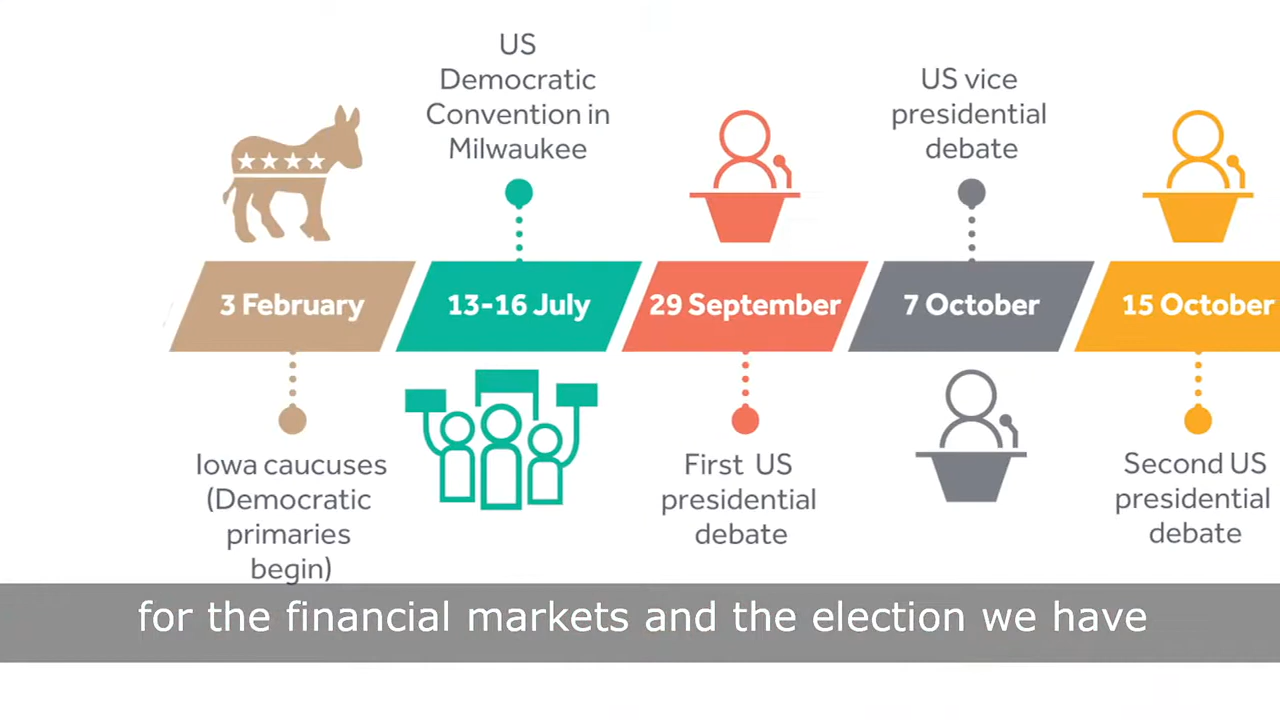 US
Democratic
Convention in
Milwaukee
US vice
presidential
debate
3 February
13-16 July
29 September
7 October
15 October
Iowa caucuses
(Democratic
primaries
begin)
First US
presidential
debate
Second US
presidential
debate
for the financial markets and the election we have